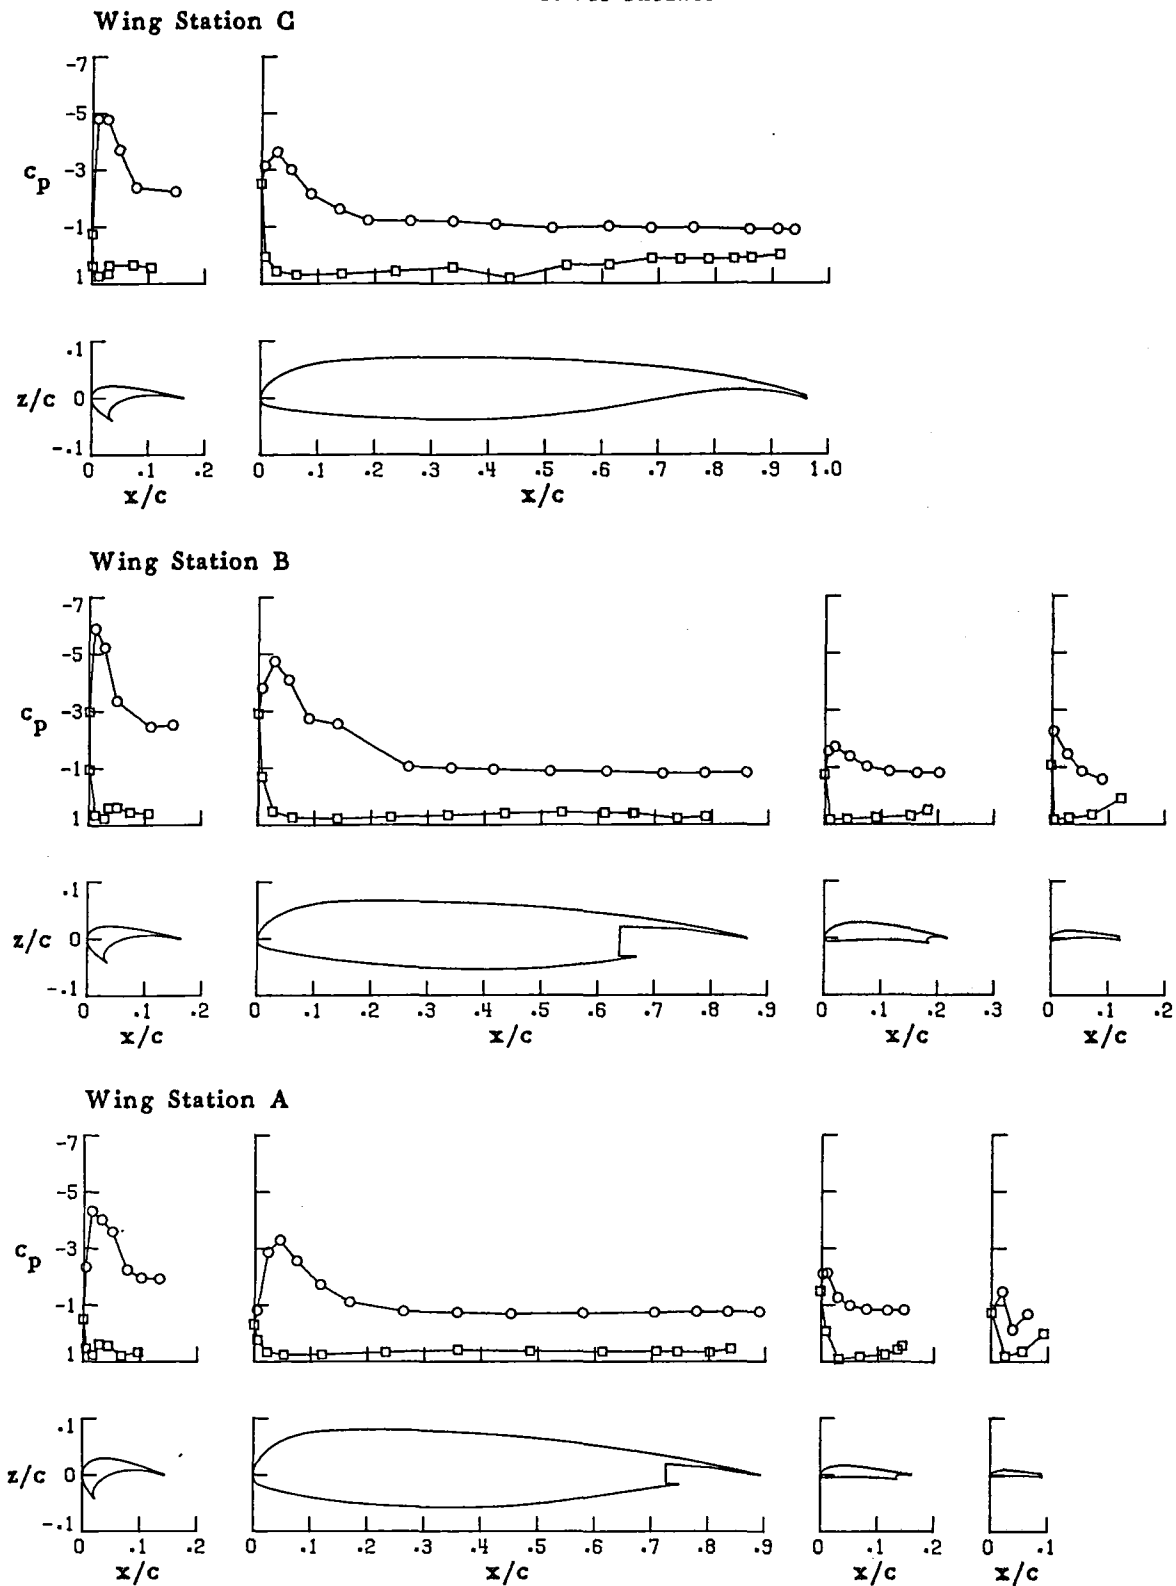 Wing Station C
-7
-5
c_p -3
-1
1
0 .1 .2
0 .1 .2 .3 .4 .5 .6 .7 .8 .9 1.0
.1
z/c 0
-.1
x/c x/c
Wing Station B
-7
-5
c_p -3
-1
1
.1
z/c 0
-.1
0 .1 .2 0 .1 .2 .3 .4 .5 .6 .7 .8 .9 0 .1 .2 .3 0 .1 .2
x/c x/c x/c x/c
Wing Station A
-7
-5
c_p -3
-1
1
.1
z/c 0
-.1
0 .1 .2 0 .1 .2 .3 .4 .5 .6 .7 .8 .9 0 .1 .2 0 .1
x/c x/c x/c x/c